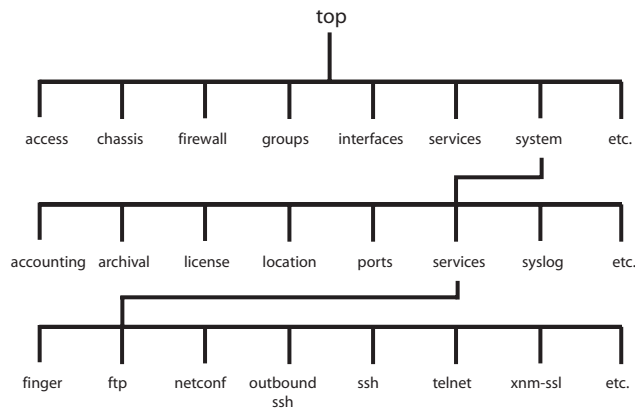 top
access chassis firewall groups interfaces services system etc.
accounting archival license location ports services syslog etc.
finger ftp netconf outbound ssh telnet xnm-ssl etc.
ssh